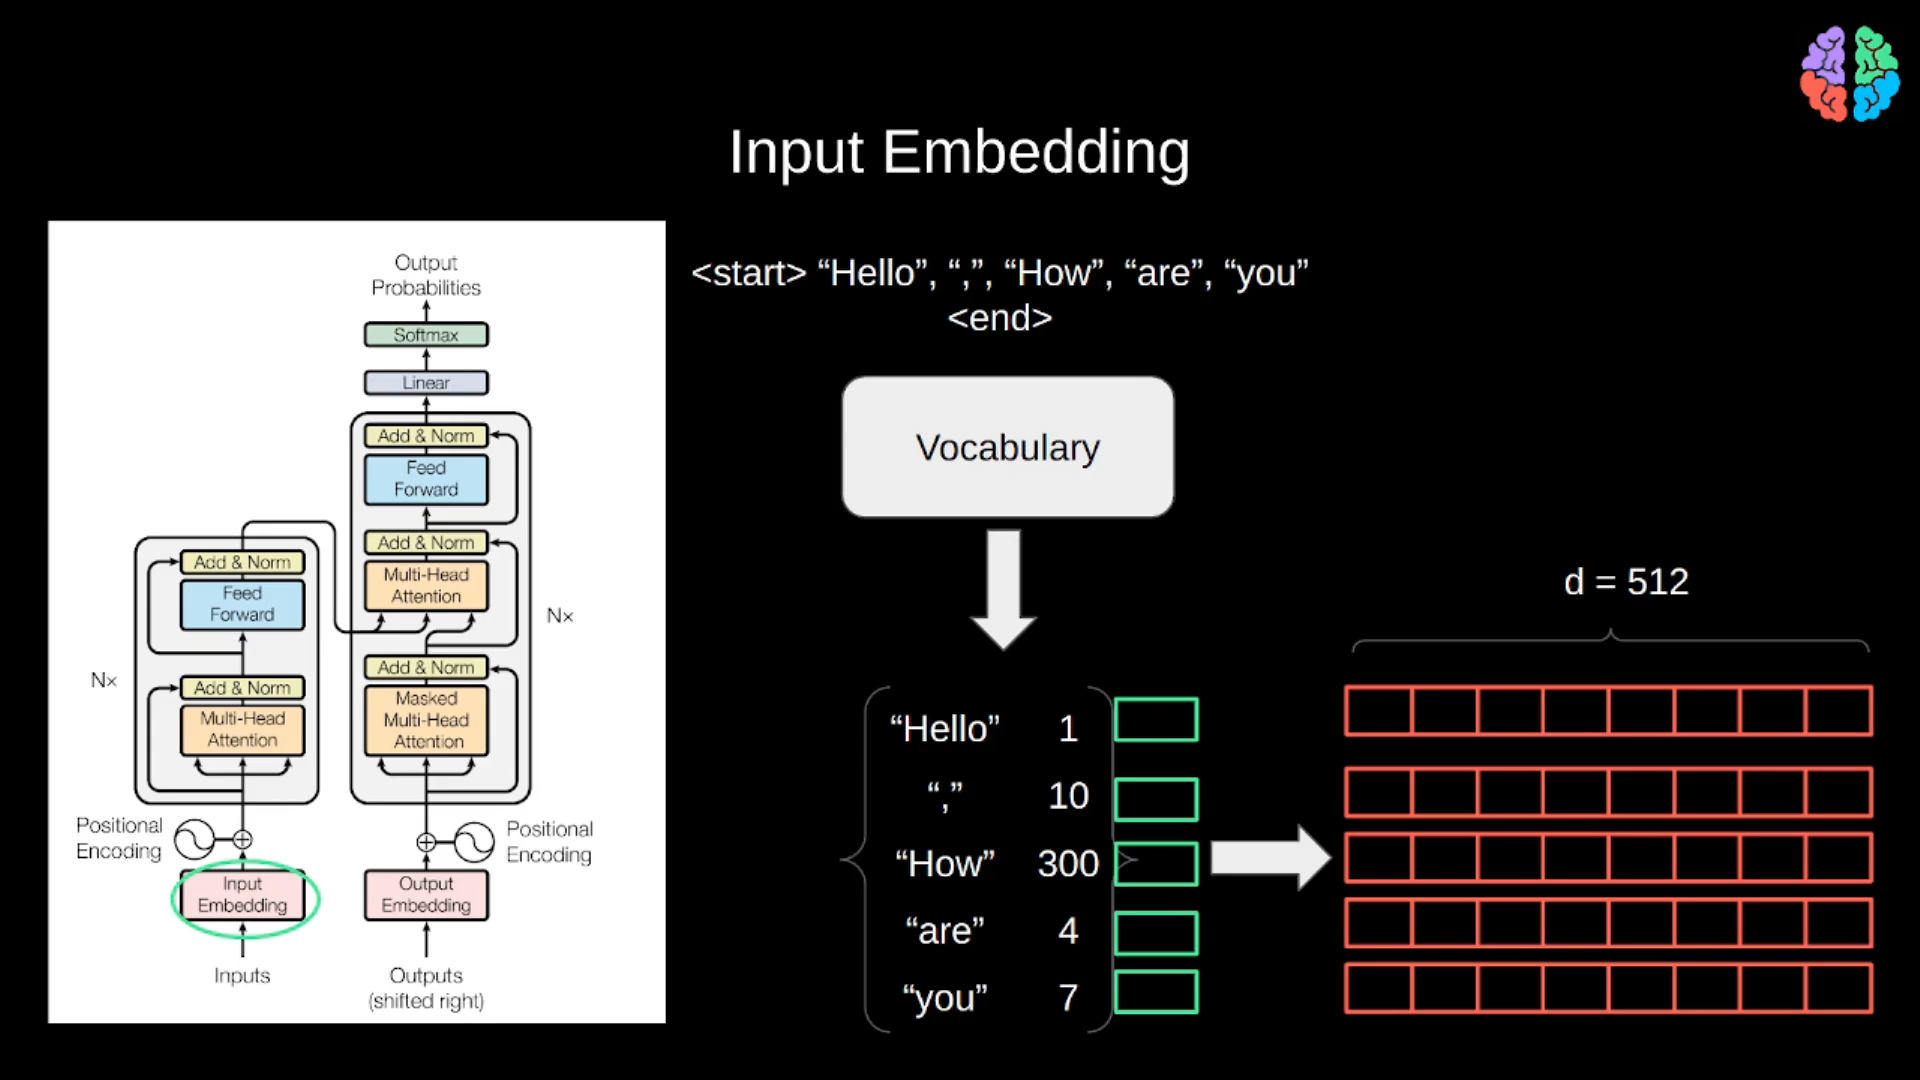 Input Embedding
Output
Probabilities
Softmax
Linear
Add & Norm
Feed
Forward
Add & Norm
Multi-Head
Attention
Nx
Add & Norm
Masked
Multi-Head
Attention
Add & Norm
Feed
Forward
Nx
Add & Norm
Multi-Head
Attention
Positional
Encoding
Positional
Encoding
Input
Embedding
Output
Embedding
Inputs
Outputs
(shifted right)
<start> “Hello”, “,”, “How”, “are”, “you”
<end>
Vocabulary
“Hello” 1
“,” 10
“How” 300
“are” 4
“you” 7
d = 512